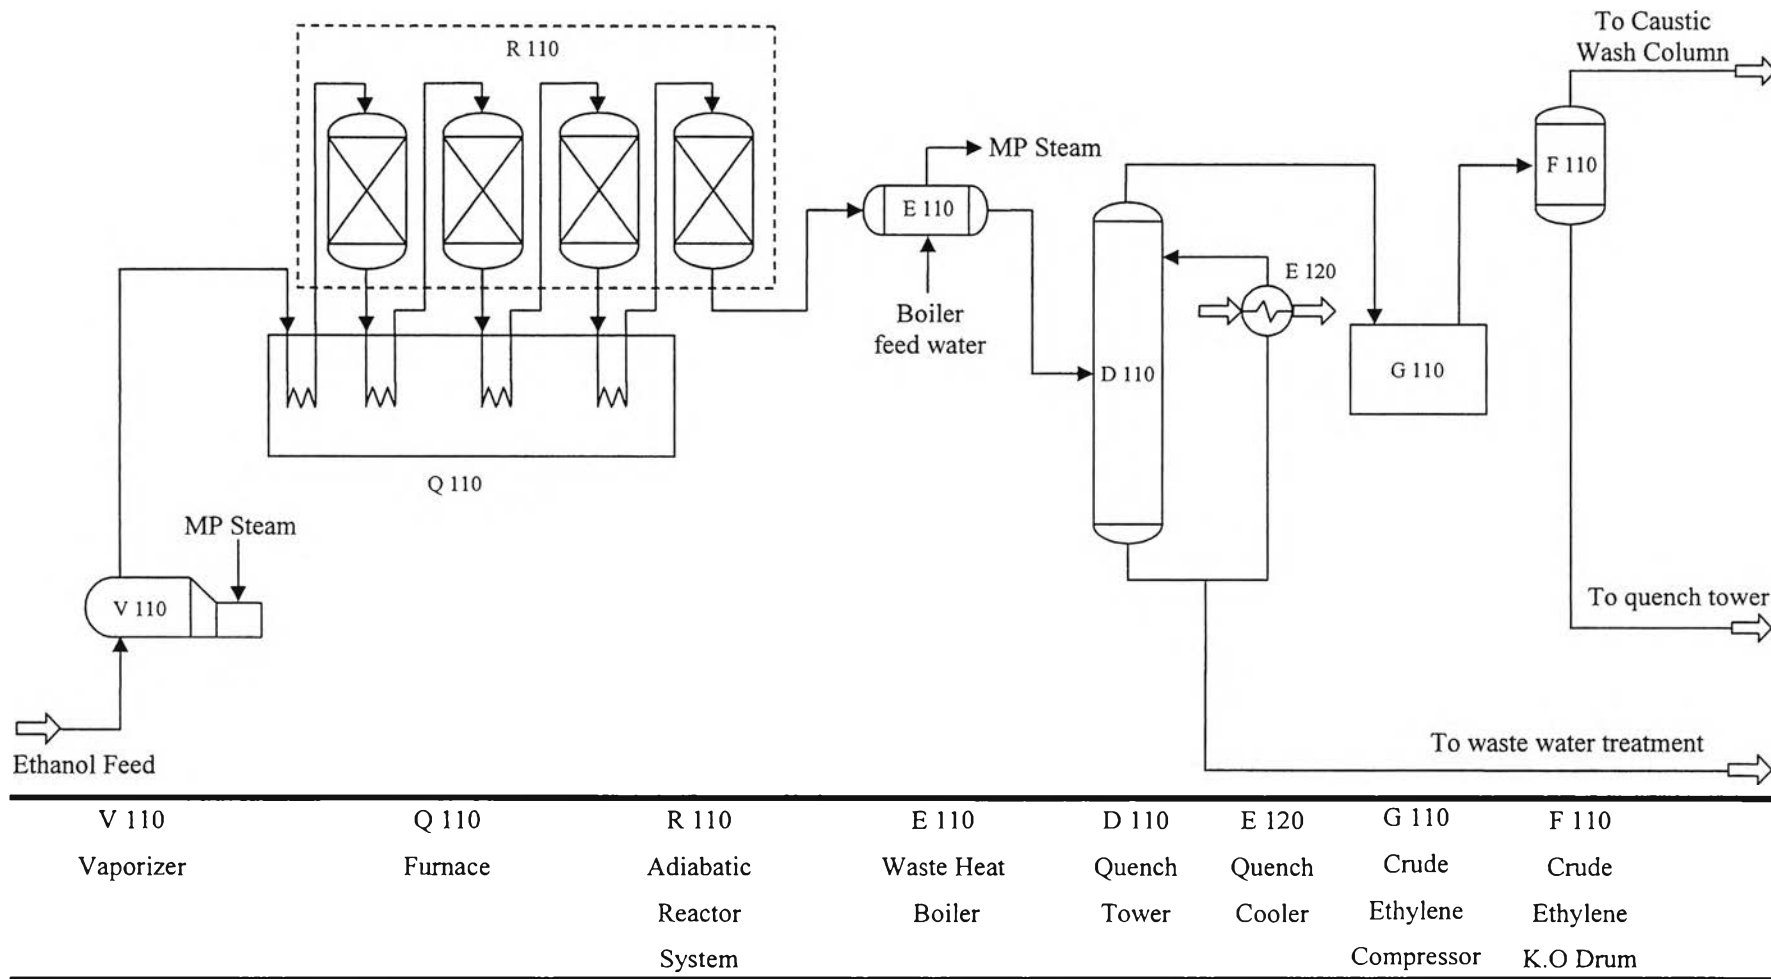 To Caustic
Wash Column
R 110
MP Steam
F 110
E 110
E 120
Boiler
feed water
D 110
G 110
Q 110
MP Steam
V 110
To quench tower
To waste water treatment
Ethanol Feed
V 110 Q 110 R 110 E 110 D 110 E 120 G 110 F 110
Vaporizer Furnace Adiabatic Waste Heat Quench Quench Crude Crude
Reactor Boiler Tower Cooler Ethylene Ethylene
System Compressor K.O Drum